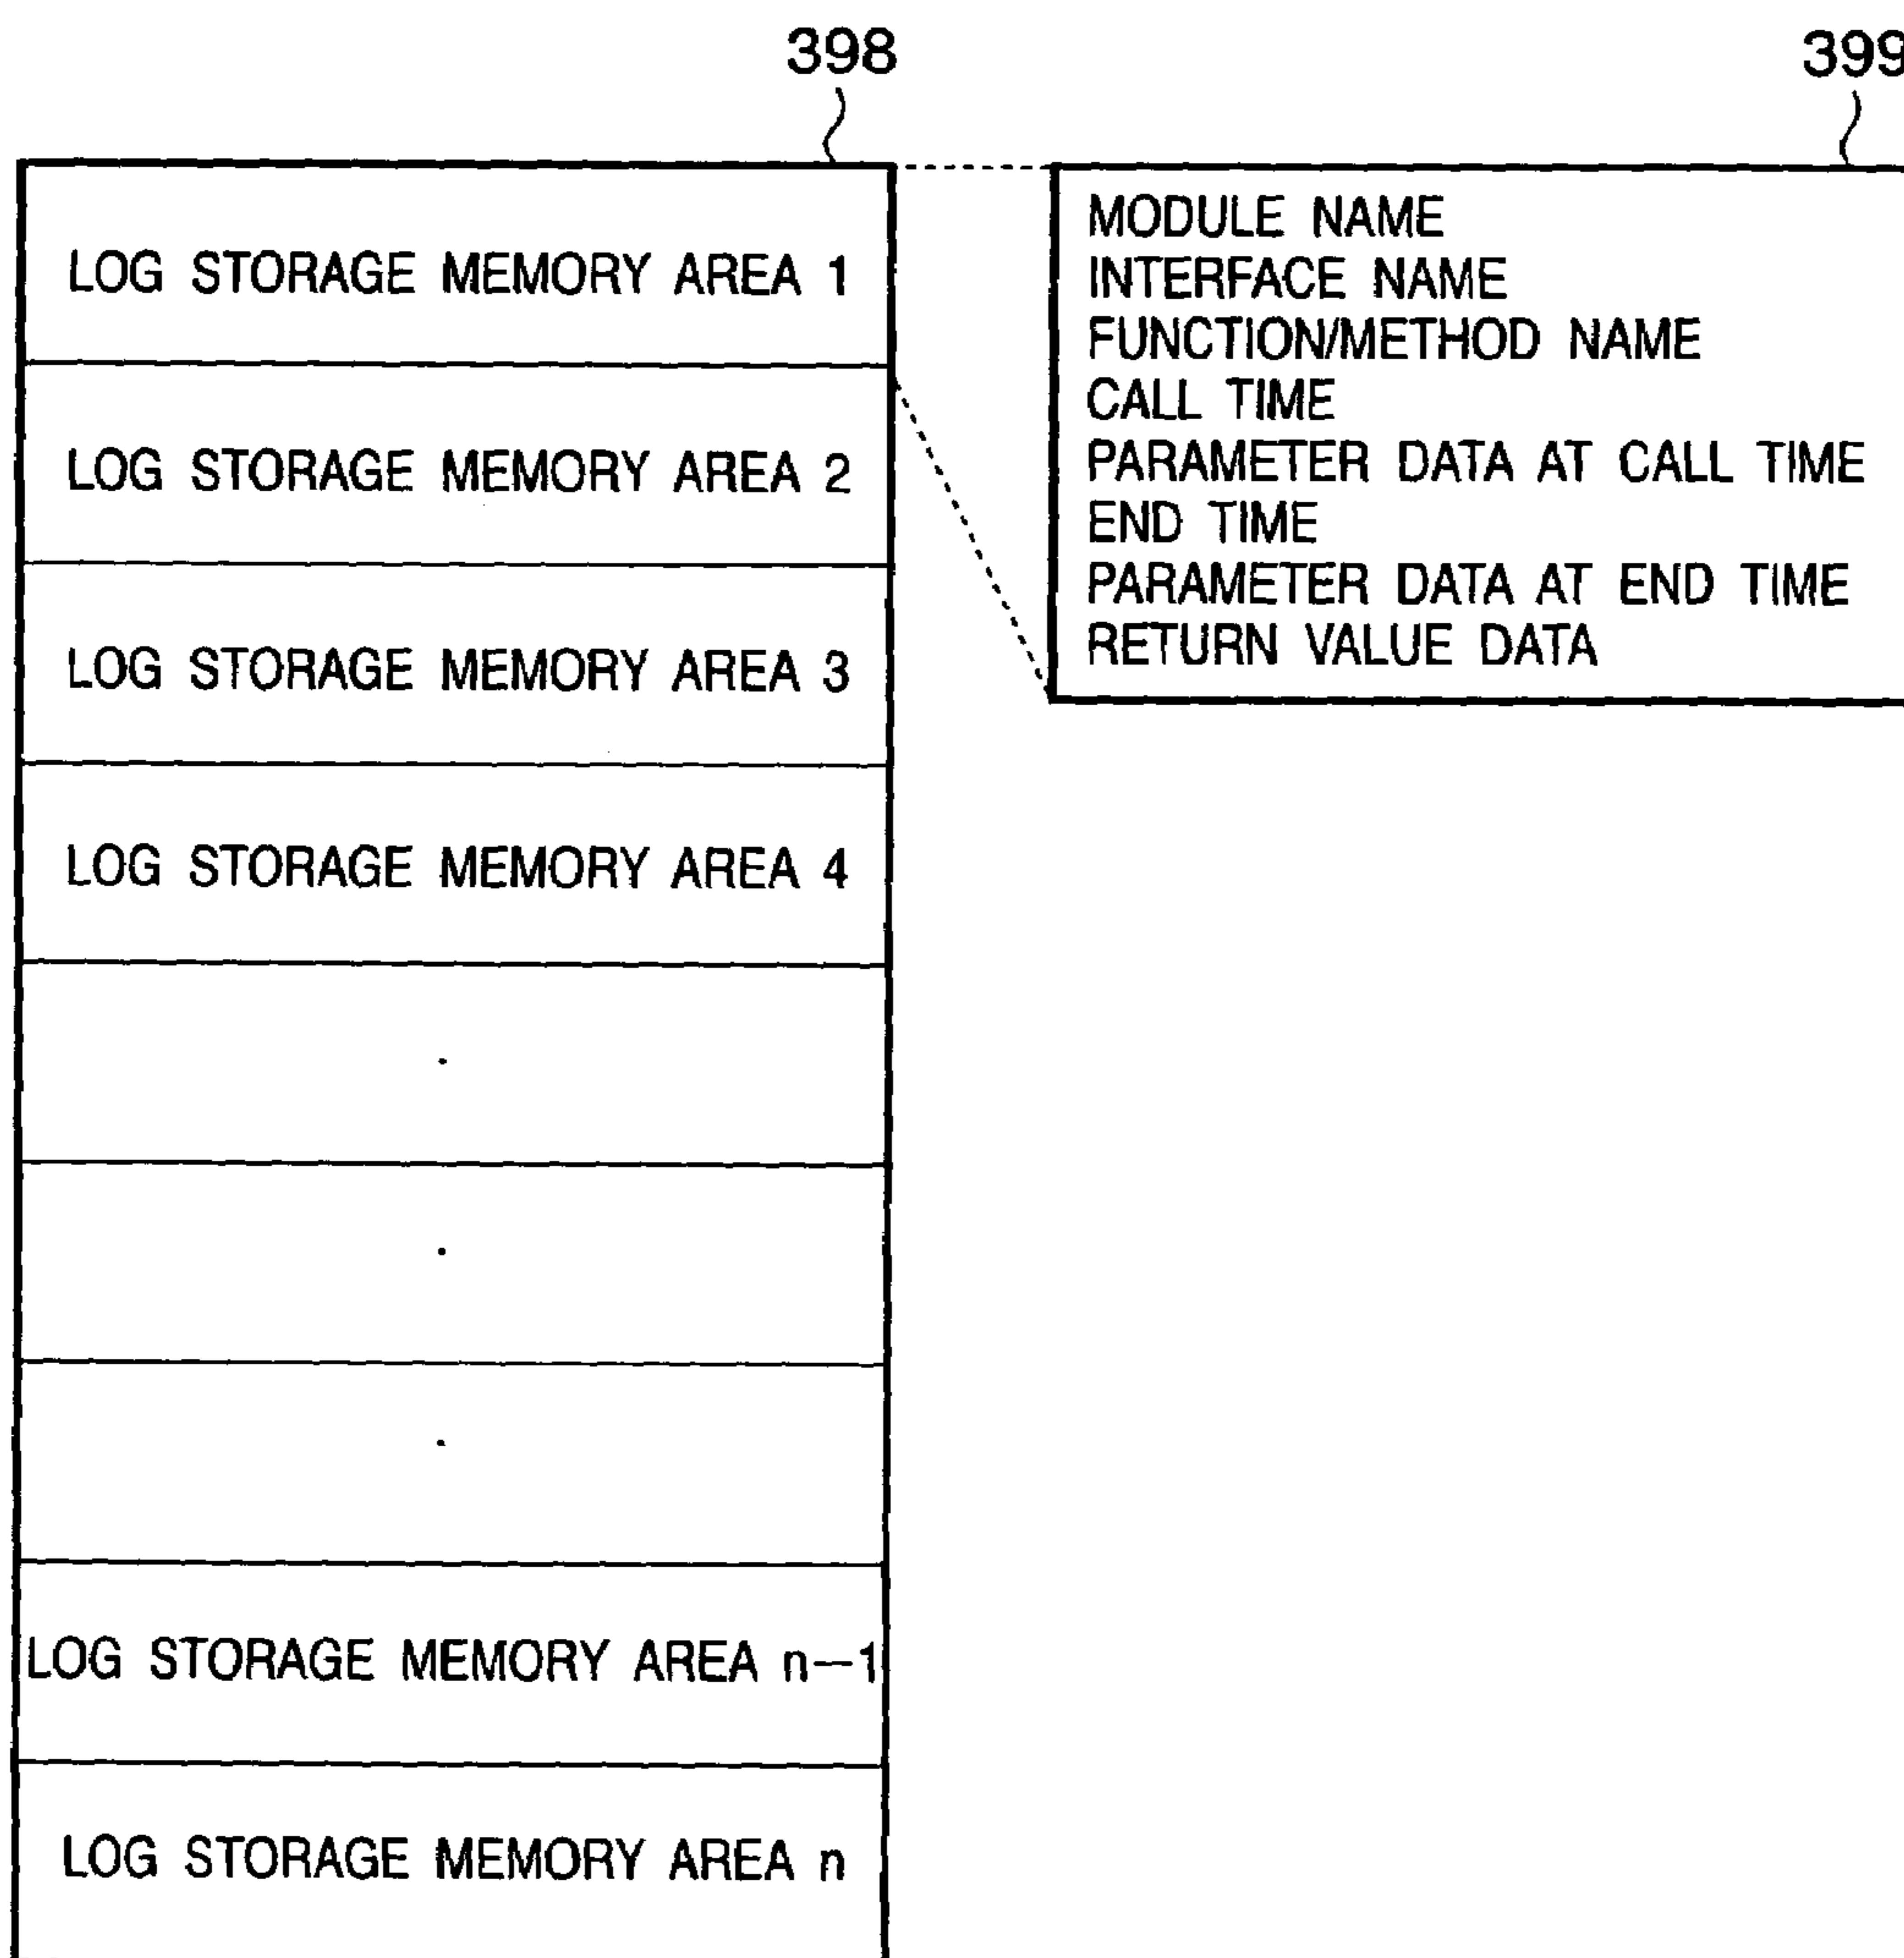 398
399
LOG STORAGE MEMORY AREA 1
LOG STORAGE MEMORY AREA 2
LOG STORAGE MEMORY AREA 3
LOG STORAGE MEMORY AREA 4
.
.
.
LOG STORAGE MEMORY AREA n—1
LOG STORAGE MEMORY AREA n
MODULE NAME
INTERFACE NAME
FUNCTION/METHOD NAME
CALL TIME
PARAMETER DATA AT CALL TIME
END TIME
PARAMETER DATA AT END TIME
RETURN VALUE DATA